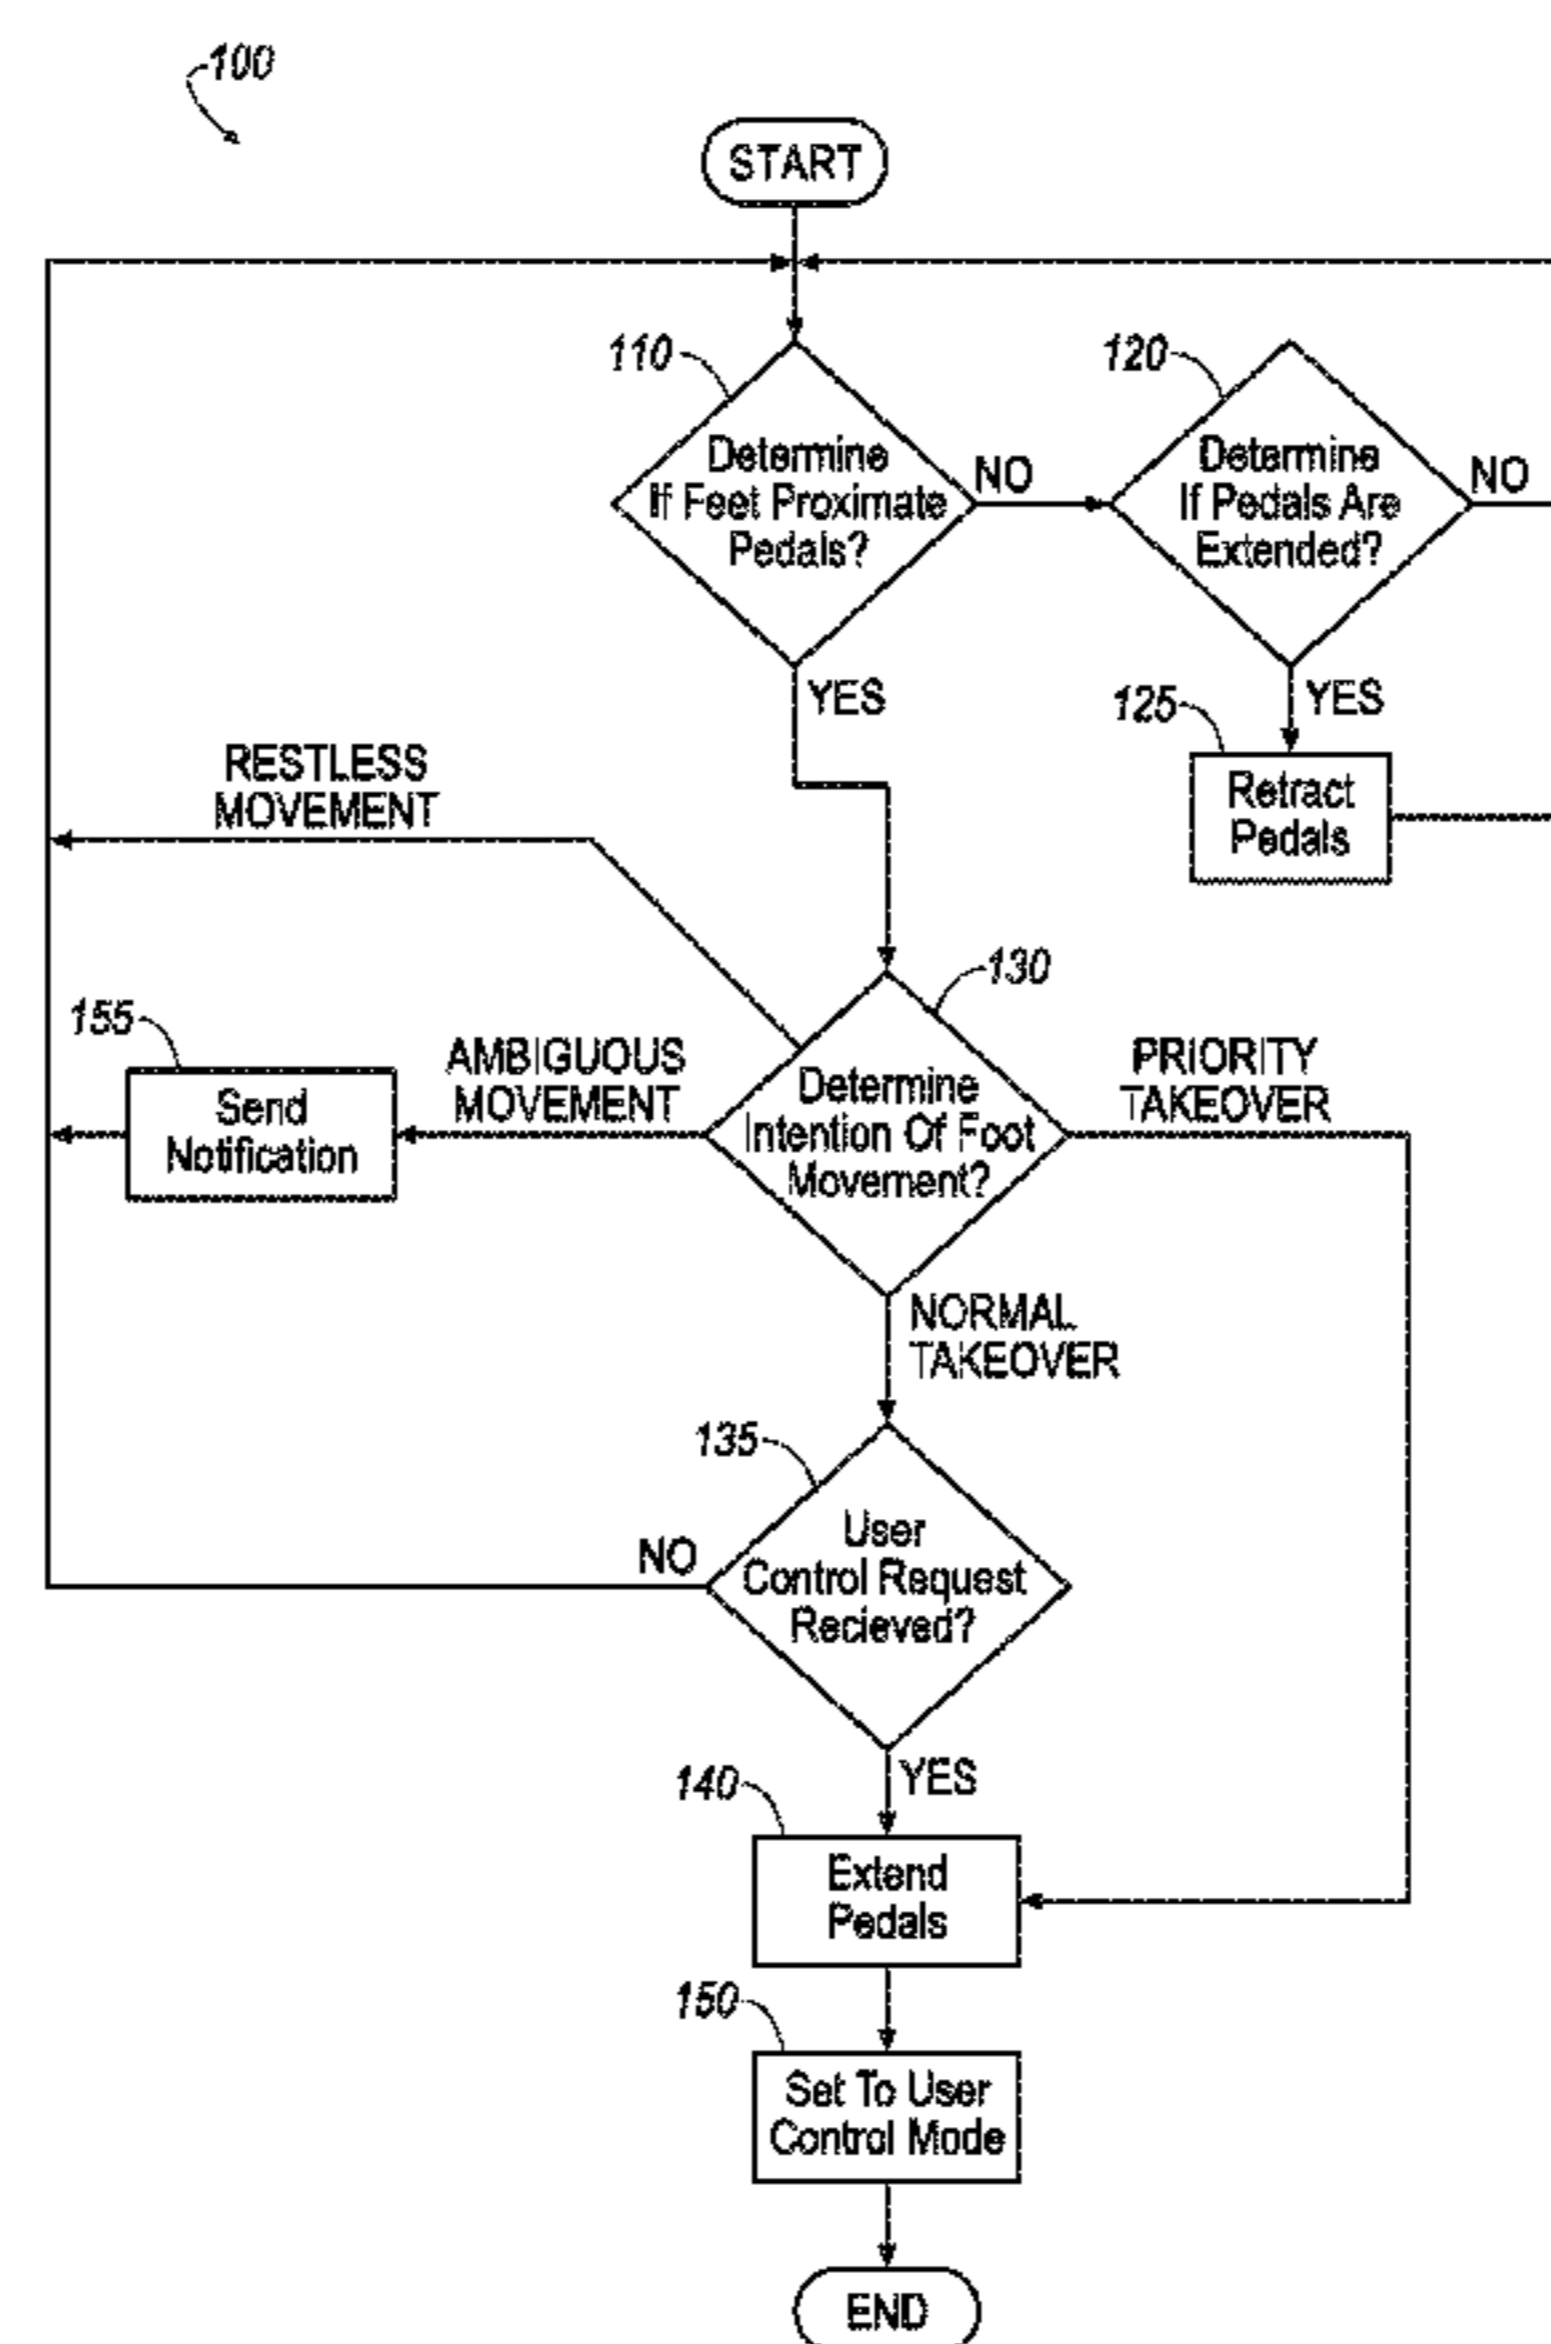 100
START
110
Determine
If Feet Proximate
Pedals?
NO
120
Determine
If Pedals Are
Extended?
NO
YES
125
YES
Retract
Pedals
RESTLESS
MOVEMENT
130
155
Send
Notification
AMBIGUOUS
MOVEMENT
Determine
Intention Of Foot
Movement?
PRIORITY
TAKEOVER
NORMAL
TAKEOVER
135
User
Control Request
Recieved?
NO
YES
140
Extend
Pedals
150
Set To User
Control Mode
END